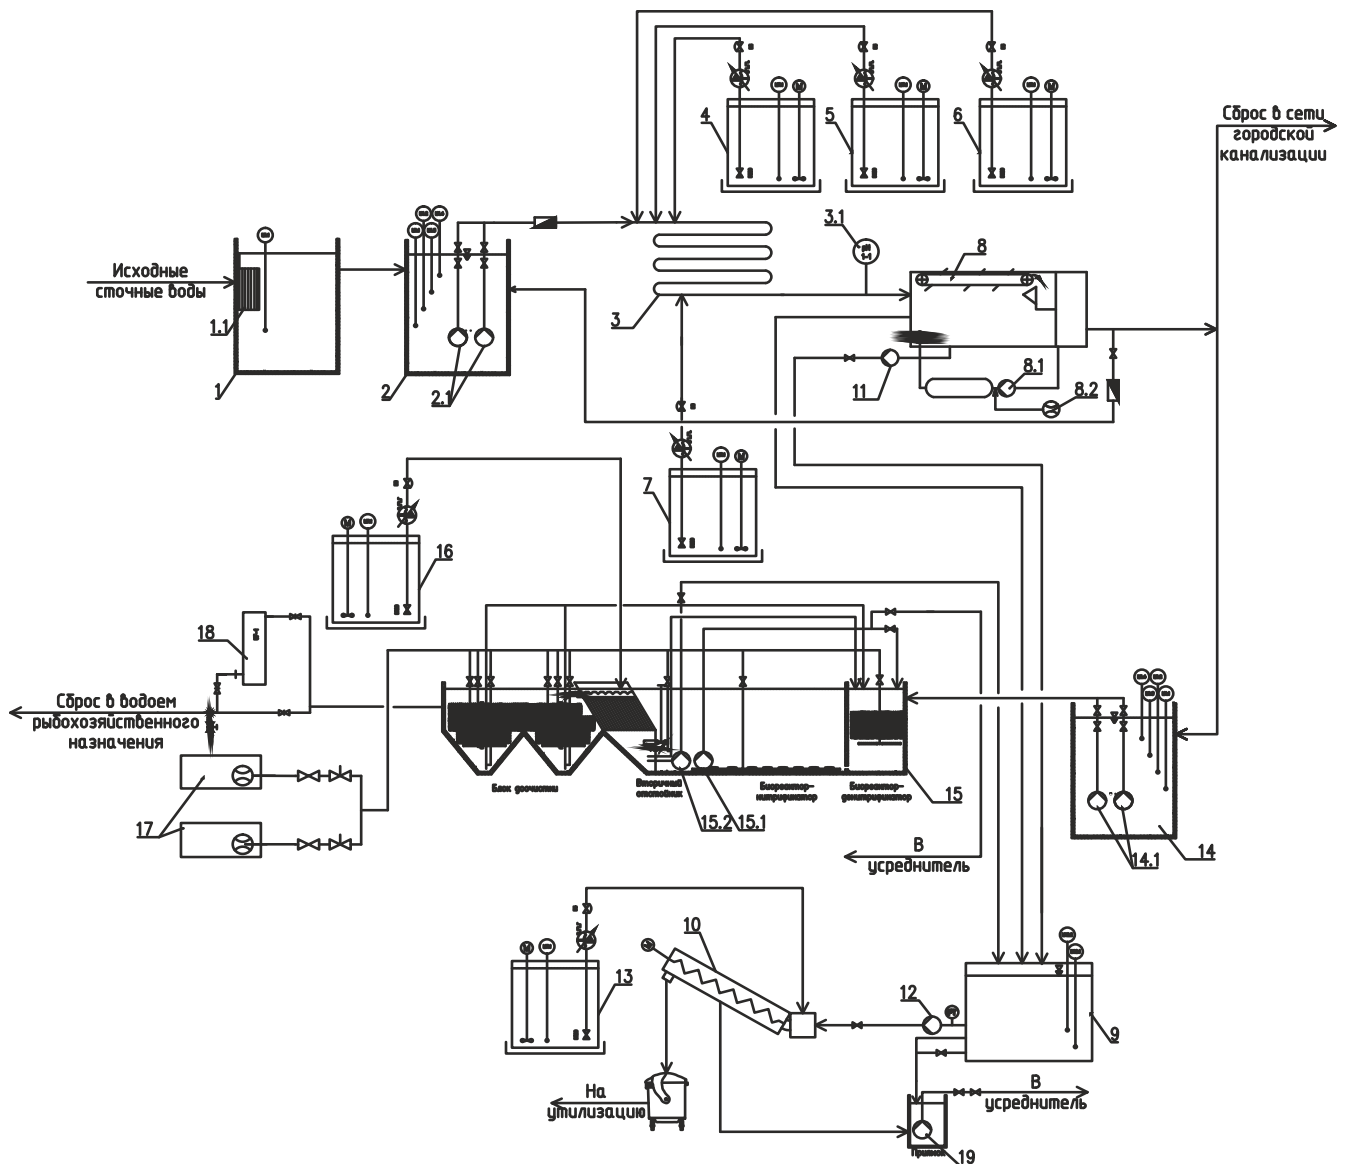 4
5
6
Сброс в сети
городской
канализации
3.1
8
Исходные
сточные воды
1.1
3
1
2
2.1
11
8.1
8.2
7
16
18
Сброс в водоем
рыбохозяйственного
назначения
17
Блок доочистки
Вторичный
отстойник
Биореактор-
нитрификатор
Биореактор-
денитрификатор
15
15.2
15.1
14
14.1
В
усреднитель
10
13
12
9
На
утилизацию
В
усреднитель
Приямок
19